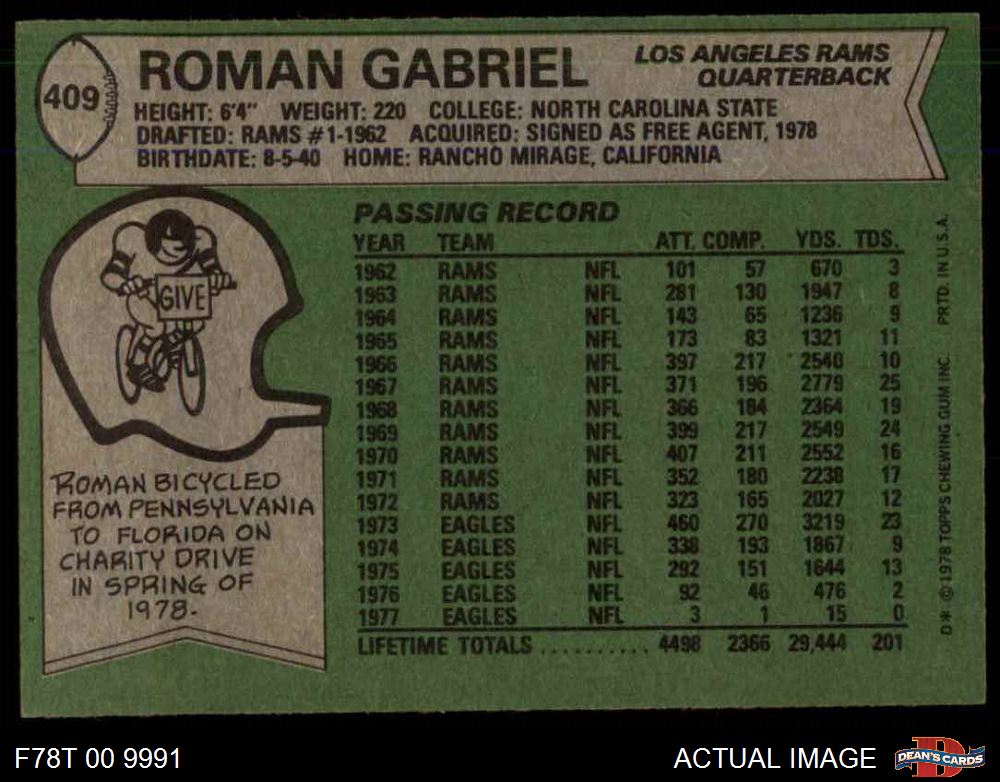 409
ROMAN GABRIEL
LOS ANGELES RAMS
QUARTERBACK
HEIGHT: 6'4" WEIGHT: 220 COLLEGE: NORTH CAROLINA STATE
DRAFTED: RAMS #1-1962 ACQUIRED: SIGNED AS FREE AGENT, 1978
BIRTHDATE: 8-5-40 HOME: RANCHO MIRAGE, CALIFORNIA
GIVE
ROMAN BICYCLED
FROM PENNSYLVANIA
TO FLORIDA ON
CHARITY DRIVE
IN SPRING OF
1978.
PASSING RECORD
YEAR TEAM ATT. COMP. YDS. TDS.
1962 RAMS NFL 101 57 670 3
1963 RAMS NFL 281 130 1947 8
1964 RAMS NFL 143 65 1236 9
1965 RAMS NFL 173 83 1321 11
1966 RAMS NFL 397 217 2540 10
1967 RAMS NFL 371 196 2779 25
1968 RAMS NFL 366 184 2364 19
1969 RAMS NFL 399 217 2549 24
1970 RAMS NFL 407 211 2552 16
1971 RAMS NFL 352 180 2238 17
1972 RAMS NFL 323 165 2027 12
1973 EAGLES NFL 460 270 3219 23
1974 EAGLES NFL 338 193 1867 9
1975 EAGLES NFL 292 151 1644 13
1976 EAGLES NFL 92 46 476 2
1977 EAGLES NFL 3 1 15 0
LIFETIME TOTALS .......... 4498 2366 29,444 201
D* © 1978 TOPPS CHEWING GUM INC. PRTD. IN U.S.A.
F78T 00 9991
ACTUAL IMAGE
D
DEAN'S CARDS